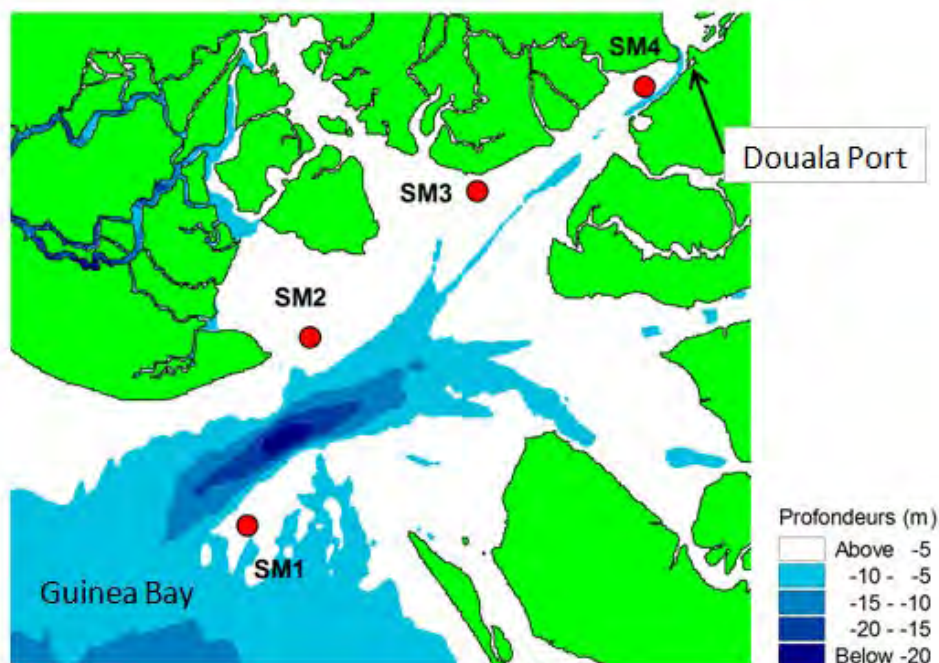 SM4
Douala Port
SM3
SM2
SM1
Guinea Bay
Profondeurs (m)
Above -5
-10 - -5
-15 - -10
-20 - -15
Below -20